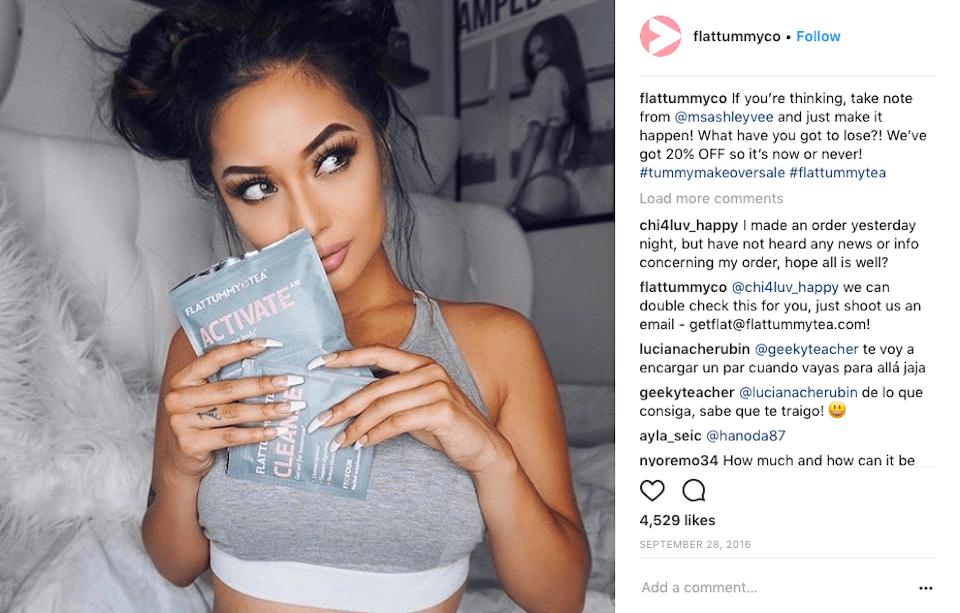 AMPED
FLATTUMMY TEA
ACTIVATE AM
CLEANSE
flattummyco • Follow
flattummyco If you’re thinking, take note
from @msashleyvee and just make it
happen! What have you got to lose?! We’ve
got 20% OFF so it’s now or never!
#tummymakeoversale #flattummytea
Load more comments
chi4luv_happy I made an order yesterday
night, but have not heard any news or info
concerning my order, hope all is well?
flattummyco @chi4luv_happy we can
double check this for you, just shoot us an
email - getflat@flattummytea.com!
lucianacherubin @geekyteacher te voy a
encargar un par cuando vayas para allá jaja
geekyteacher @lucianacherubin de lo que
consiga, sabe que te traigo! 😃
ayla_seic @hanoda87
nyoremo34 How much and how can it be
4,529 likes
SEPTEMBER 28, 2016
Add a comment...